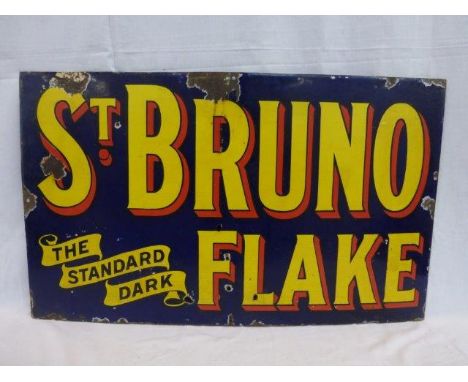 ST. BRUNO
FLAKE
THE
STANDARD
DARK